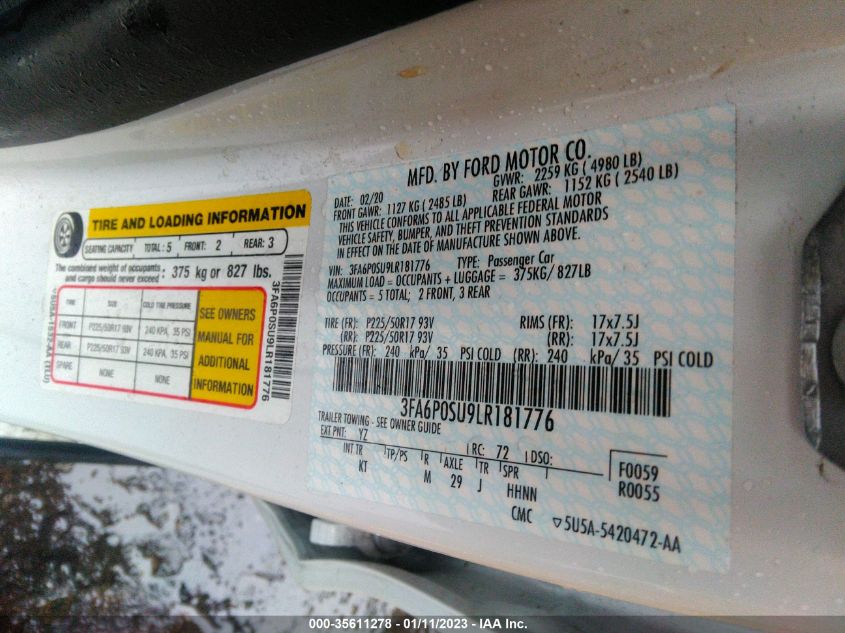 TIRE AND LOADING INFORMATION
SEATING CAPACITY TOTAL: 5 FRONT: 2 REAR: 3
The combined weight of occupants and cargo should never exceed: 375 kg or 827 lbs.
TIRE SIZE COLD TIRE PRESSURE
FRONT P225/50R17 93V 240 KPA, 35 PSI
REAR P225/50R17 93V 240 KPA, 35 PSI
SPARE NONE NONE
SEE OWNERS
MANUAL FOR
ADDITIONAL
INFORMATION
3FA6P0SU9LR181776
MFD. BY FORD MOTOR CO.
DATE: 02/20 GVWR: 2259 KG ( 4980 LB)
FRONT GAWR: 1127 KG ( 2485 LB) REAR GAWR: 1152 KG ( 2540 LB)
THIS VEHICLE CONFORMS TO ALL APPLICABLE FEDERAL MOTOR
VEHICLE SAFETY, BUMPER, AND THEFT PREVENTION STANDARDS
IN EFFECT ON THE DATE OF MANUFACTURE SHOWN ABOVE.
VIN: 3FA6P0SU9LR181776 TYPE: Passenger Car
MAXIMUM LOAD = OCCUPANTS + LUGGAGE = 375KG/ 827LB
OCCUPANTS = 5 TOTAL; 2 FRONT, 3 REAR
TIRE (FR): P225/50R17 93V RIMS (FR): 17x7.5J
(RR): P225/50R17 93V (RR): 17x7.5J
PRESSURE (FR): 240 kPa/ 35 PSI COLD (RR): 240 kPa/ 35 PSI COLD
3FA6P0SU9LR181776
TRAILER TOWING - SEE OWNER GUIDE
EXT PNT: YZ RC: 72 DSO:
INT TR TP/PS R AXLE TR SPR F0059
KT M 29 J HHNN R0055
CMC 5U5A-5420472-AA
000-35611278 - 01/11/2023 - IAA Inc.